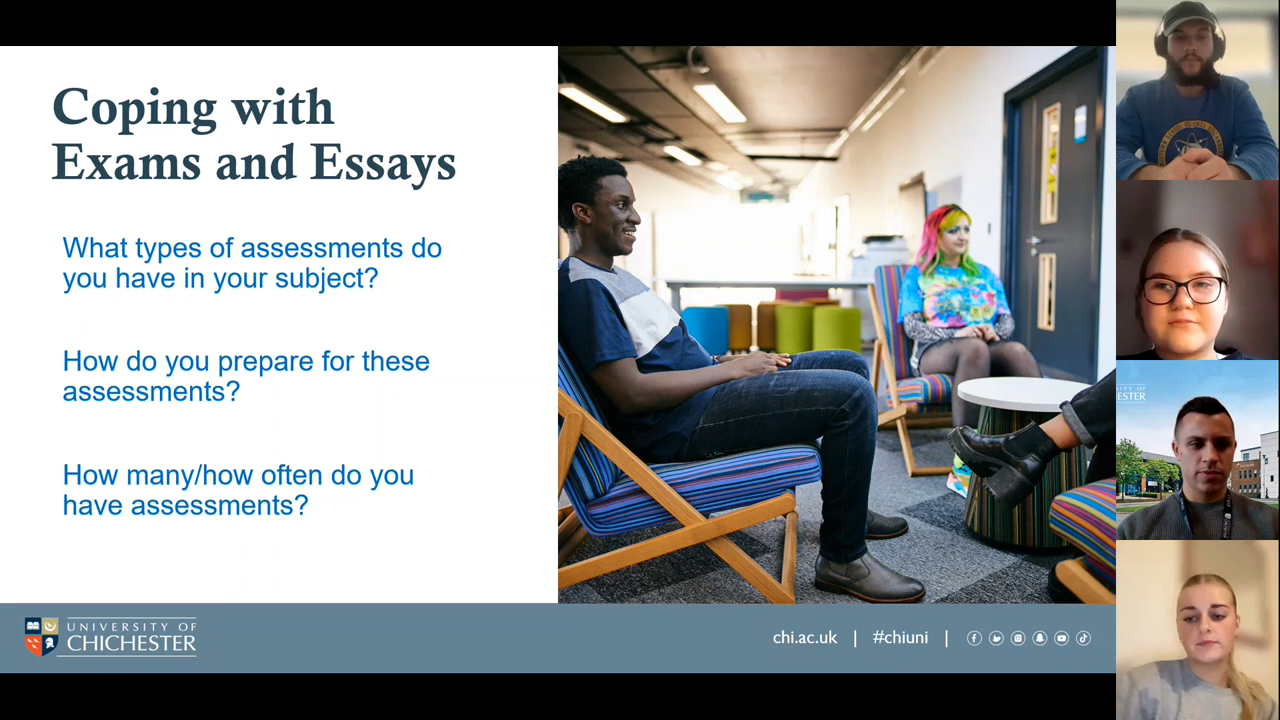 Coping with
Exams and Essays
What types of assessments do
you have in your subject?
How do you prepare for these
assessments?
How many/how often do you
have assessments?
UNIVERSITY OF
CHICHESTER
chi.ac.uk | #chiuni |